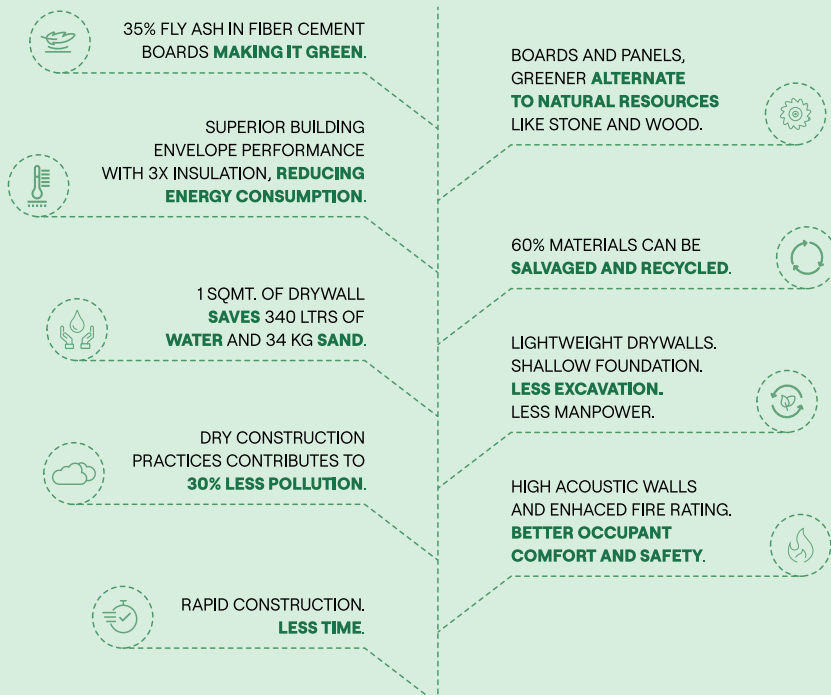 35% FLY ASH IN FIBER CEMENT
BOARDS MAKING IT GREEN.
BOARDS AND PANELS,
GREENER ALTERNATE
TO NATURAL RESOURCES
LIKE STONE AND WOOD.
SUPERIOR BUILDING
ENVELOPE PERFORMANCE
WITH 3X INSULATION, REDUCING
ENERGY CONSUMPTION.
60% MATERIALS CAN BE
SALVAGED AND RECYCLED.
1 SQMT. OF DRYWALL
SAVES 340 LTRS OF
WATER AND 34 KG SAND.
LIGHTWEIGHT DRYWALLS.
SHALLOW FOUNDATION.
LESS EXCAVATION.
LESS MANPOWER.
DRY CONSTRUCTION
PRACTICES CONTRIBUTES TO
30% LESS POLLUTION.
HIGH ACOUSTIC WALLS
AND ENHACED FIRE RATING.
BETTER OCCUPANT
COMFORT AND SAFETY.
RAPID CONSTRUCTION.
LESS TIME.